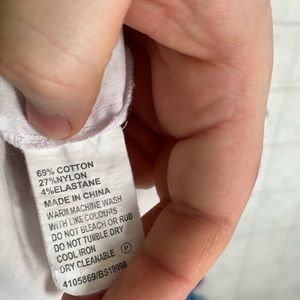 69% COTTON
27%NYLON
4%ELASTANE
MADE IN CHINA
WARM MACHINE WASH
WITH LIKE COLOURS
DO NOT BLEACH OR RUB
DO NOT TUMBLE DRY
COOL IRON
DRY CLEANABLE P
4105869/BS19098